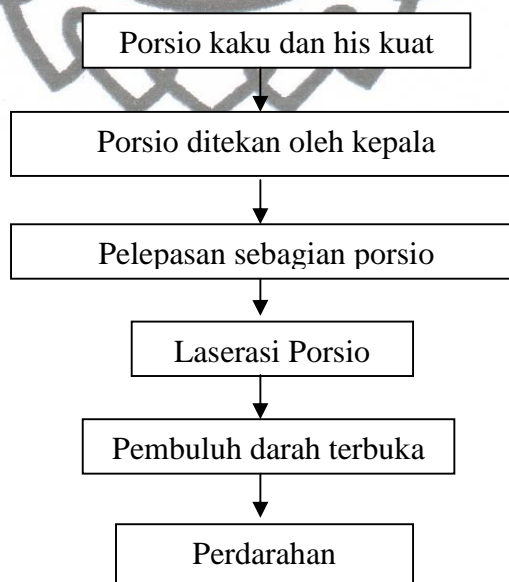 Porsio kaku dan his kuat
Porsio ditekan oleh kepala
Pelepasan sebagian porsio
Laserasi Porsio
Pembuluh darah terbuka
Perdarahan